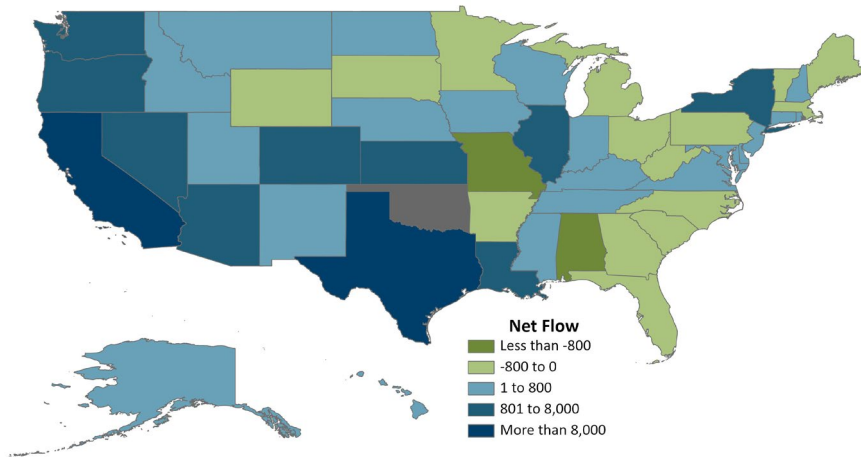 Net Flow
Less than -800
-800 to 0
1 to 800
801 to 8,000
More than 8,000